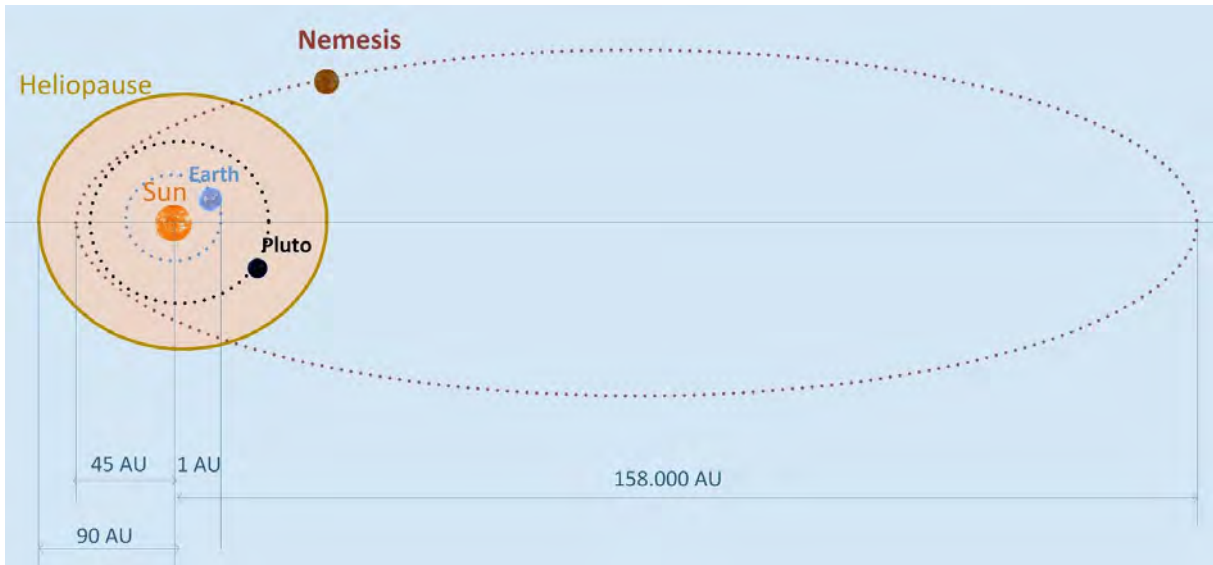 Nemesis
Heliopause
Earth
Sun
Pluto
45 AU
1 AU
158.000 AU
90 AU